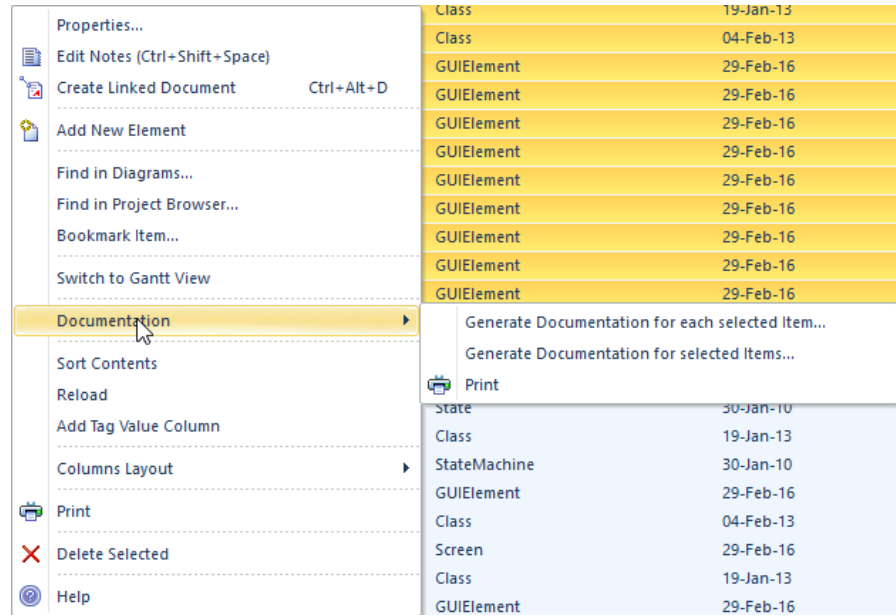 Properties...
Edit Notes (Ctrl+Shift+Space)
Create Linked Document Ctrl+Alt+D
Add New Element
Find in Diagrams...
Find in Project Browser...
Bookmark Item...
Switch to Gantt View
Documentation
Sort Contents
Reload
Add Tag Value Column
Columns Layout
Print
Delete Selected
Help
Class 19-Jan-13
Class 04-Feb-13
GUIElement 29-Feb-16
GUIElement 29-Feb-16
GUIElement 29-Feb-16
GUIElement 29-Feb-16
GUIElement 29-Feb-16
GUIElement 29-Feb-16
GUIElement 29-Feb-16
GUIElement 29-Feb-16
GUIElement 29-Feb-16
Generate Documentation for each selected Item...
Generate Documentation for selected Items...
Print
State 30-Jan-10
Class 19-Jan-13
StateMachine 30-Jan-10
GUIElement 29-Feb-16
Class 04-Feb-13
Screen 29-Feb-16
Class 19-Jan-13
GUIElement 29-Feb-16